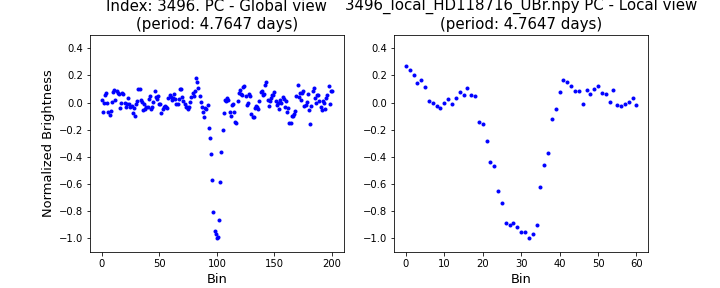 Index: 3496. PC - Global view
(period: 4.7647 days)
3496_local_HD118716_UBr.npy PC - Local view
(period: 4.7647 days)
Normalized Brightness
0.4
0.2
0.0
−0.2
−0.4
−0.6
−0.8
−1.0
0 50 100 150 200
Bin
0.4
0.2
0.0
−0.2
−0.4
−0.6
−0.8
−1.0
0 10 20 30 40 50 60
Bin